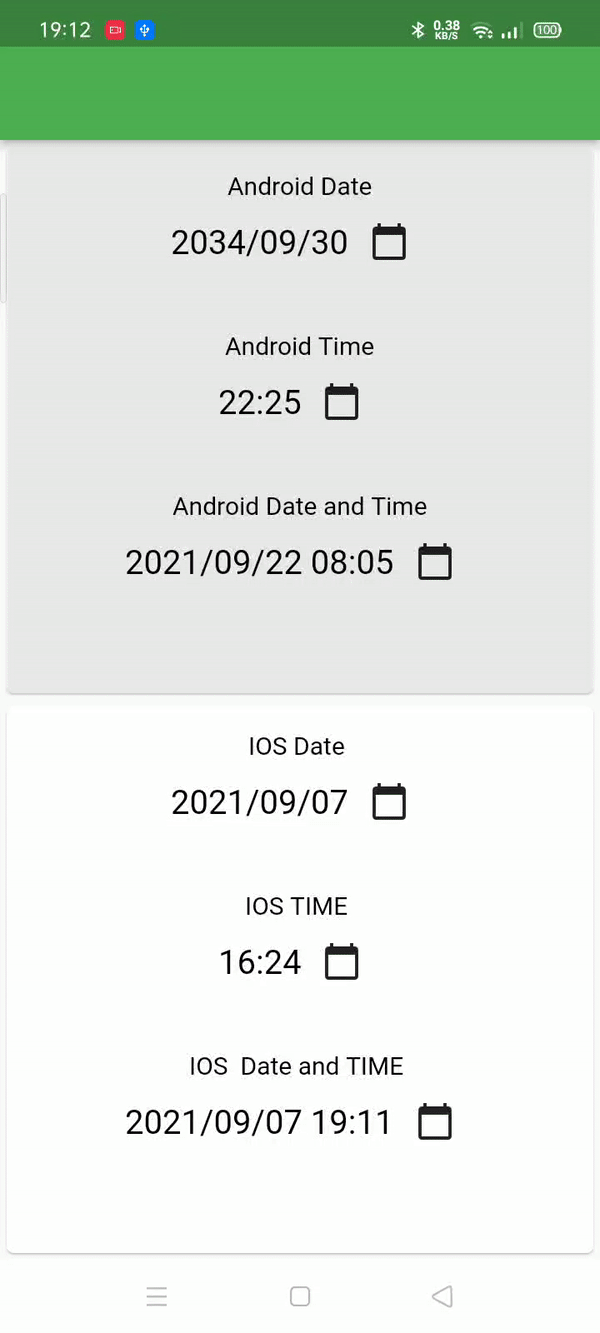 19:12 0.38 KB/S 100
Android Date
2034/09/30
Android Time
22:25
Android Date and Time
2021/09/22 08:05
IOS Date
2021/09/07
IOS TIME
16:24
IOS  Date and TIME
2021/09/07 19:11